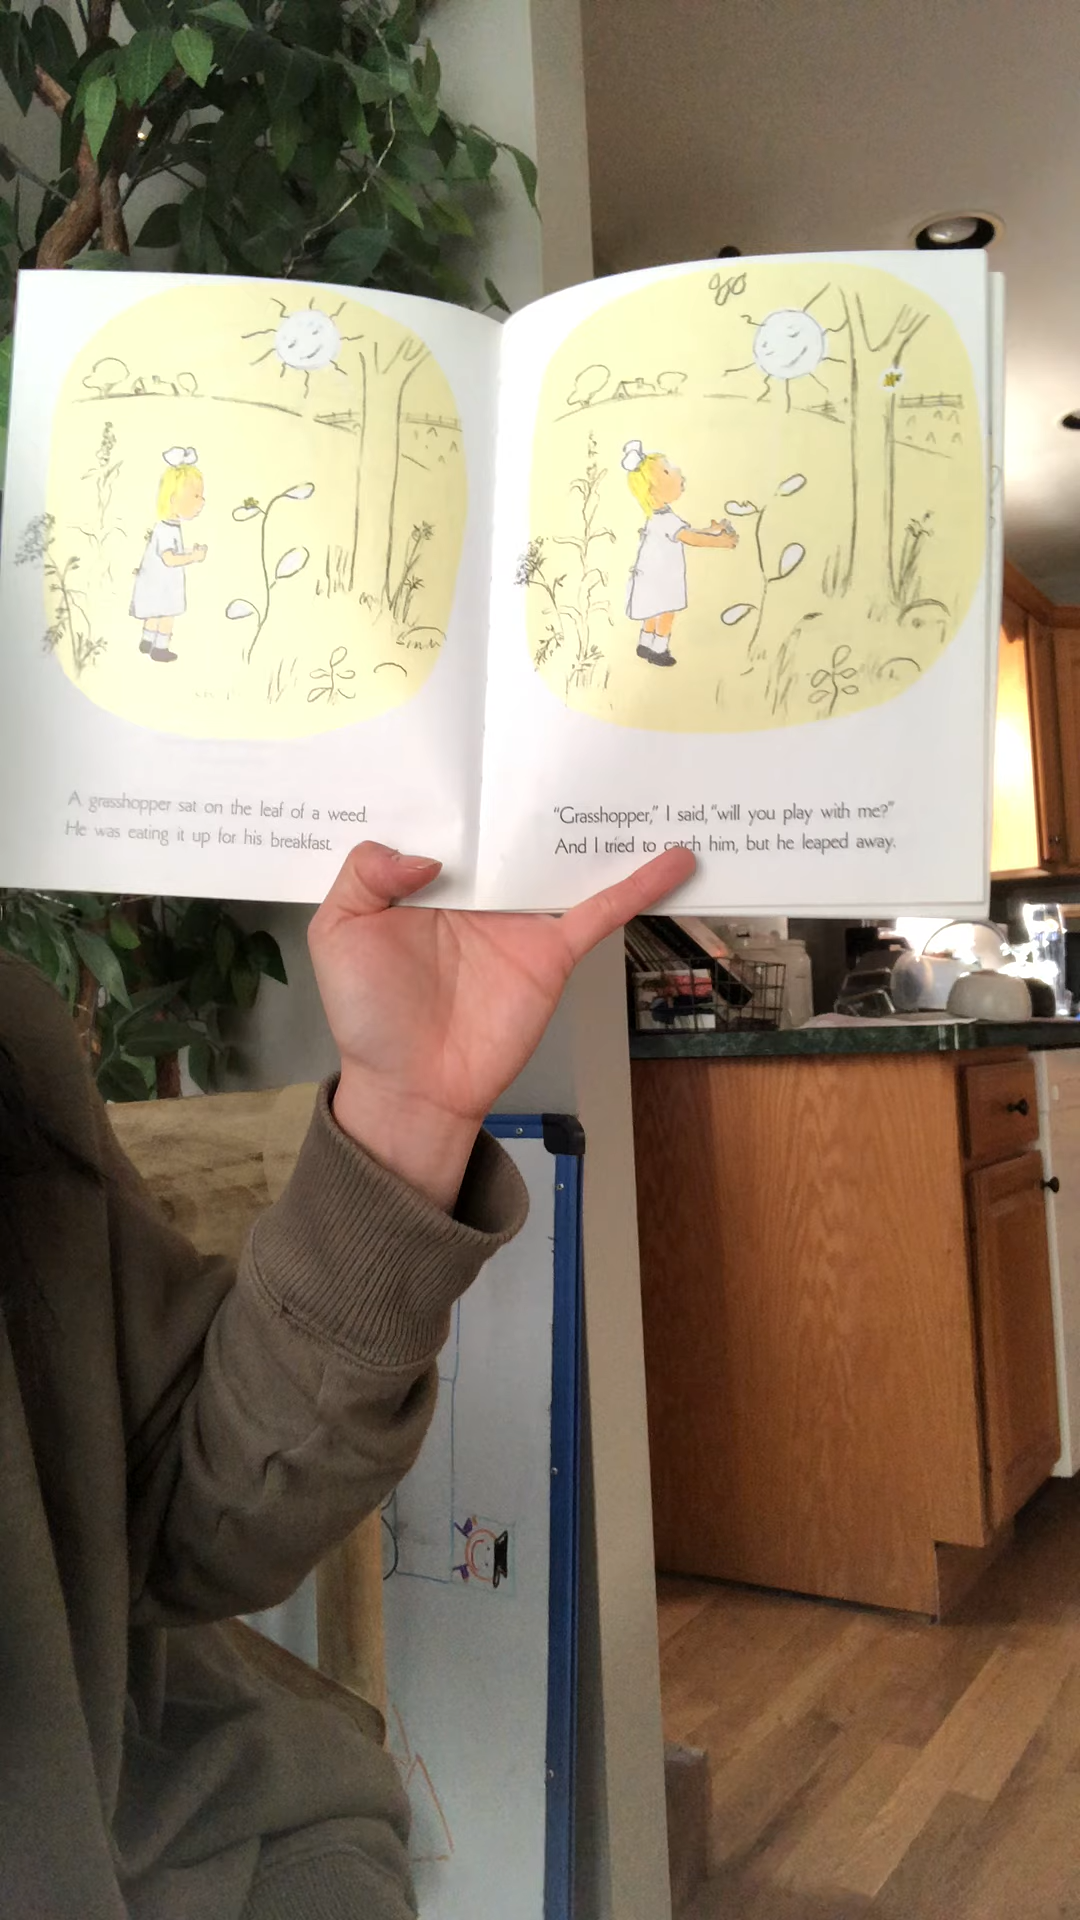 A grasshopper sat on the leaf of a weed.
He was eating it up for his breakfast.
"Grasshopper," I said, "will you play with me?"
And I tried to catch him, but he leaped away.